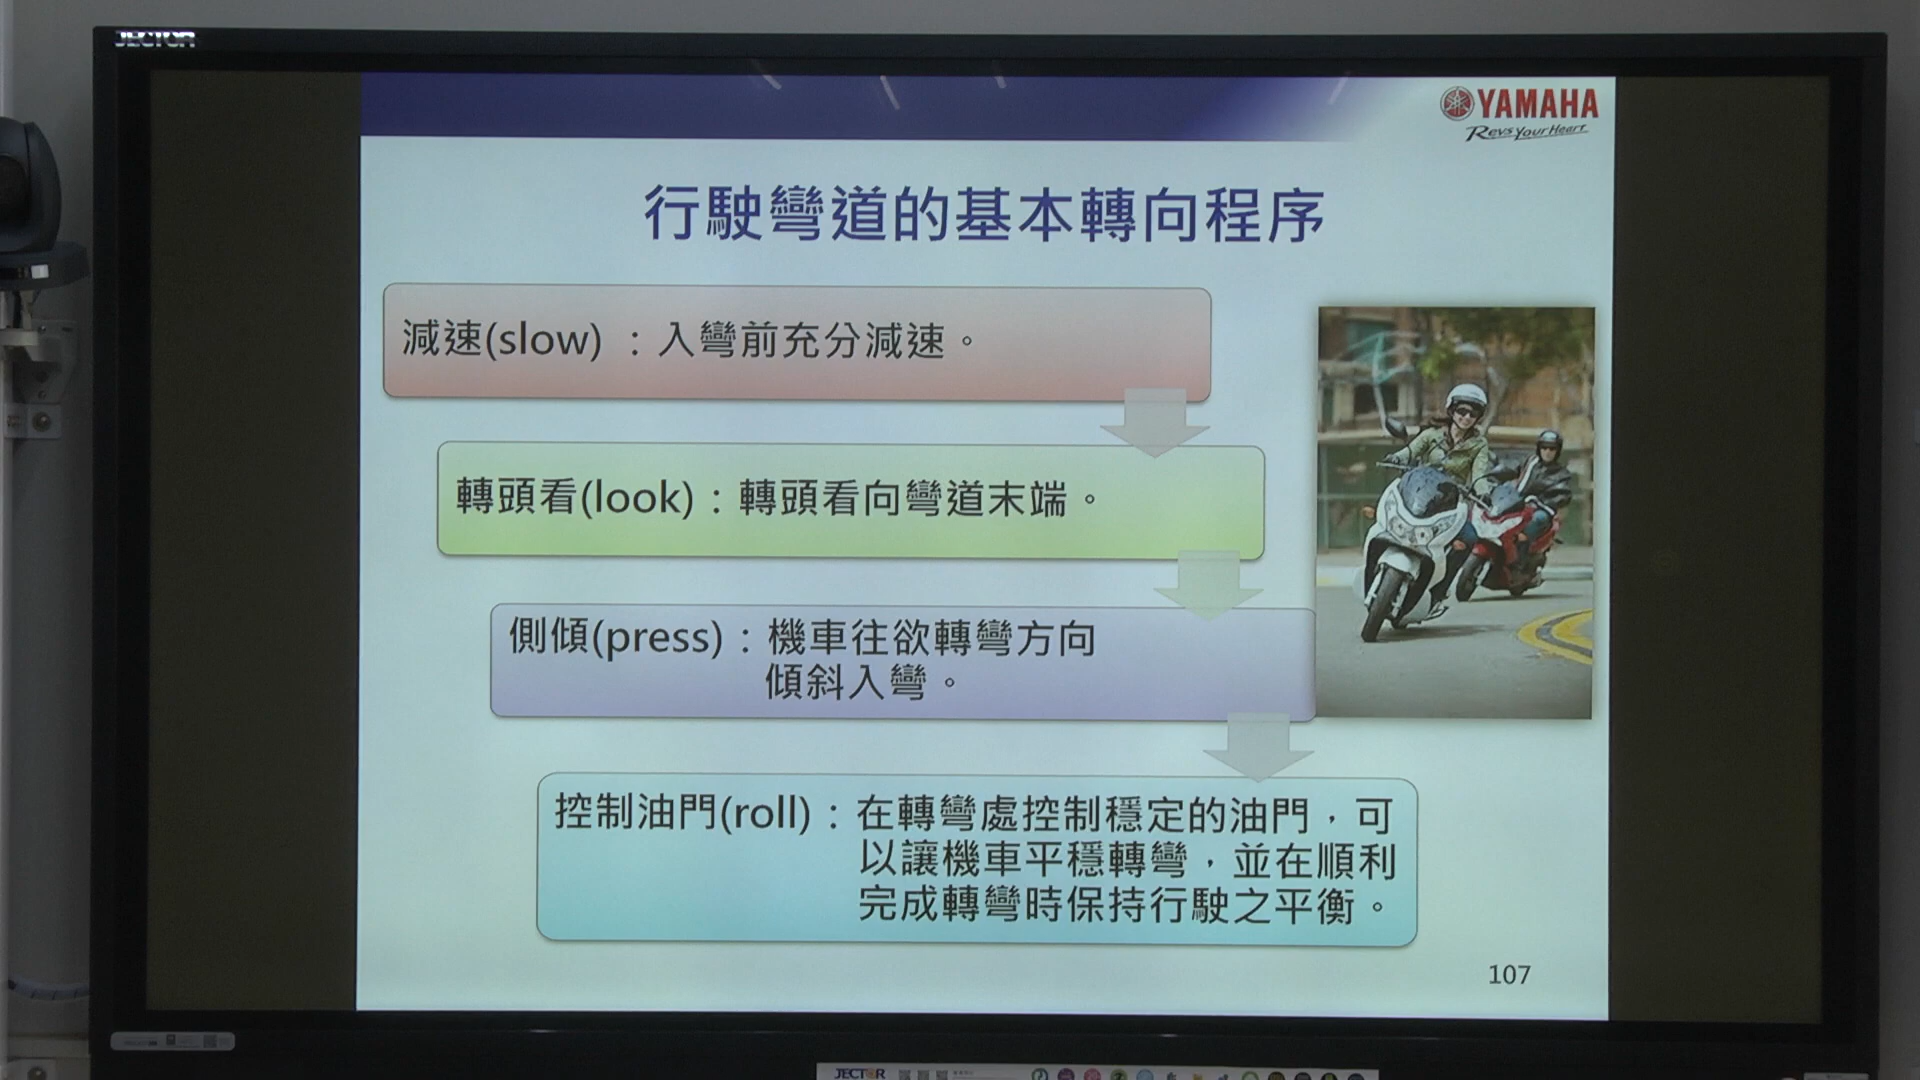 JECTOR
YAMAHA
Revs Your Heart
行駛彎道的基本轉向程序
減速(slow)：入彎前充分減速。
轉頭看(look)：轉頭看向彎道末端。
側傾(press)：機車往欲轉彎方向
傾斜入彎。
控制油門(roll)：在轉彎處控制穩定的油門，可
以讓機車平穩轉彎，並在順利
完成轉彎時保持行駛之平衡。
107
JECTOR